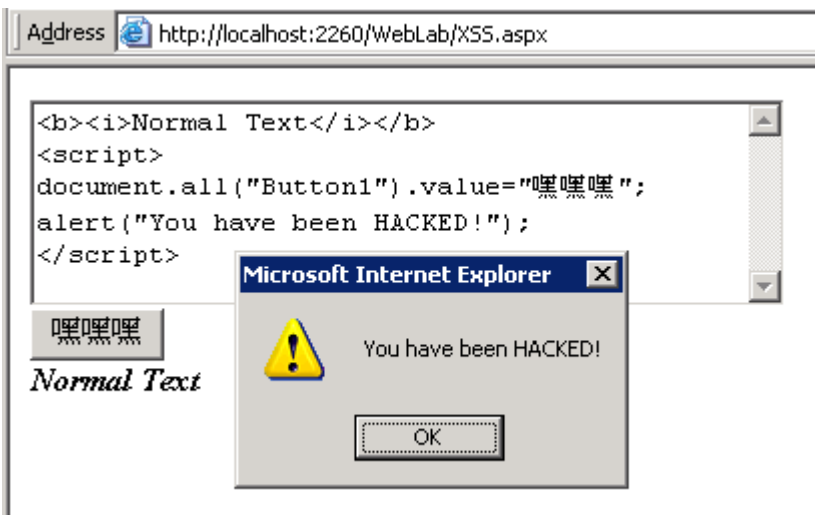 Address http://localhost:2260/WebLab/XSS.aspx
<b><i>Normal Text</i></b>
<script>
document.all("Button1").value="嘿嘿嘿";
alert("You have been HACKED!");
</script>
Microsoft Internet Explorer
You have been HACKED!
OK
嘿嘿嘿
Normal Text